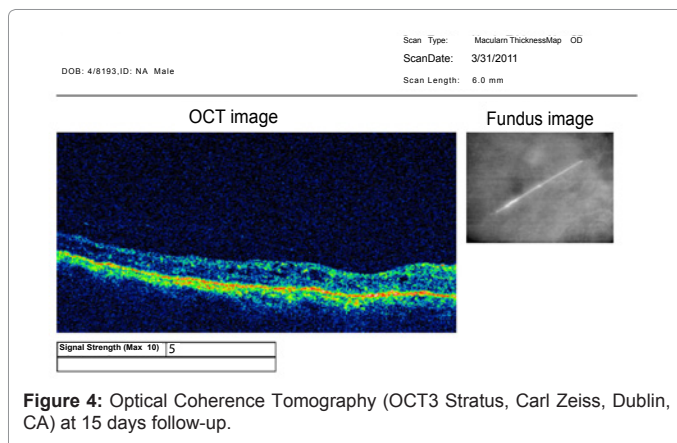 Scan Type: Macularn ThicknessMap OD
ScanDate: 3/31/2011
DOB: 4/8193,ID: NA Male
Scan Length: 6.0 mm
OCT image
Fundus image
Signal Strength (Max 10) 5
Figure 4: Optical Coherence Tomography (OCT3 Stratus, Carl Zeiss, Dublin,
CA) at 15 days follow-up.